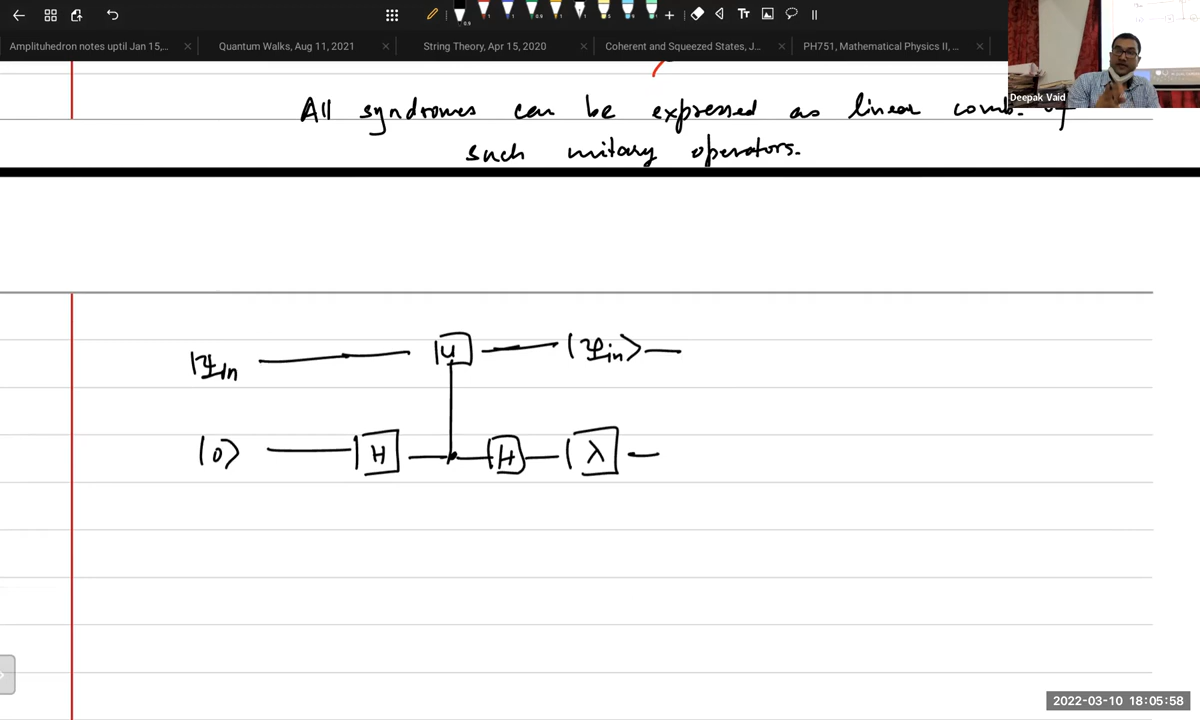 Amplituhedron notes uptil Jan 15,... × Quantum Walks, Aug 11, 2021 × String Theory, Apr 15, 2020 × Coherent and Squeezed States, J... × PH751, Mathematical Physics II, ... ×
Deepak Vaid
All syndromes can be expressed as linear comb. of
such unitary operators.
|Ψin U |Ψin>
|0> H H λ
2022-03-10 18:05:58